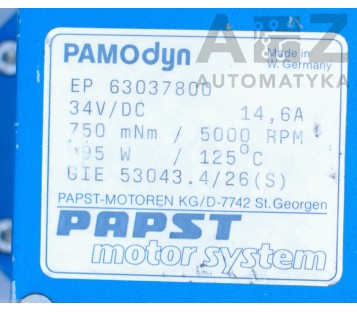 A2Z
AUTOMATYKA
PAMOdyn
Made in
W. Germany
EP 63037800
34V/DC 14,6A
750 mNm / 5000 RPM
W / 125°C
GIE 53043.4/26(S)
PAPST-MOTOREN KG/D-7742 St. Georgen
PAPST
motor system